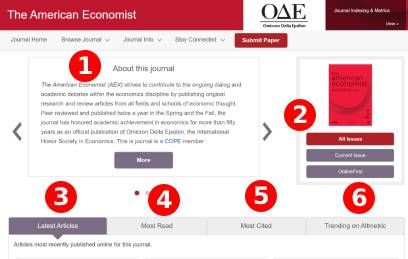 The American Economist
ΟΔΕ
Omicron Delta Epsilon
Journal Indexing & Metrics
View »
Journal Home Browse Journal Journal Info Stay Connected Submit Paper
1
About this journal
The American Economist (AEX) strives to contribute to the ongoing dialog and
academic debates within the economics discipline by publishing original
research and review articles from all fields and schools of economic thought.
Peer reviewed and published twice a year in the Spring and the Fall, the
journal has honored academic achievement in economics for more than fifty
years as an official publication of Omicron Delta Epsilon, the international
Honor Society in Economics. This is journal is a COPE member.
More
american
economist
2
All Issues
Current Issue
OnlineFirst
3
4
5
6
Latest Articles Most Read Most Cited Trending on Altmetric
Articles most recently published online for this journal.